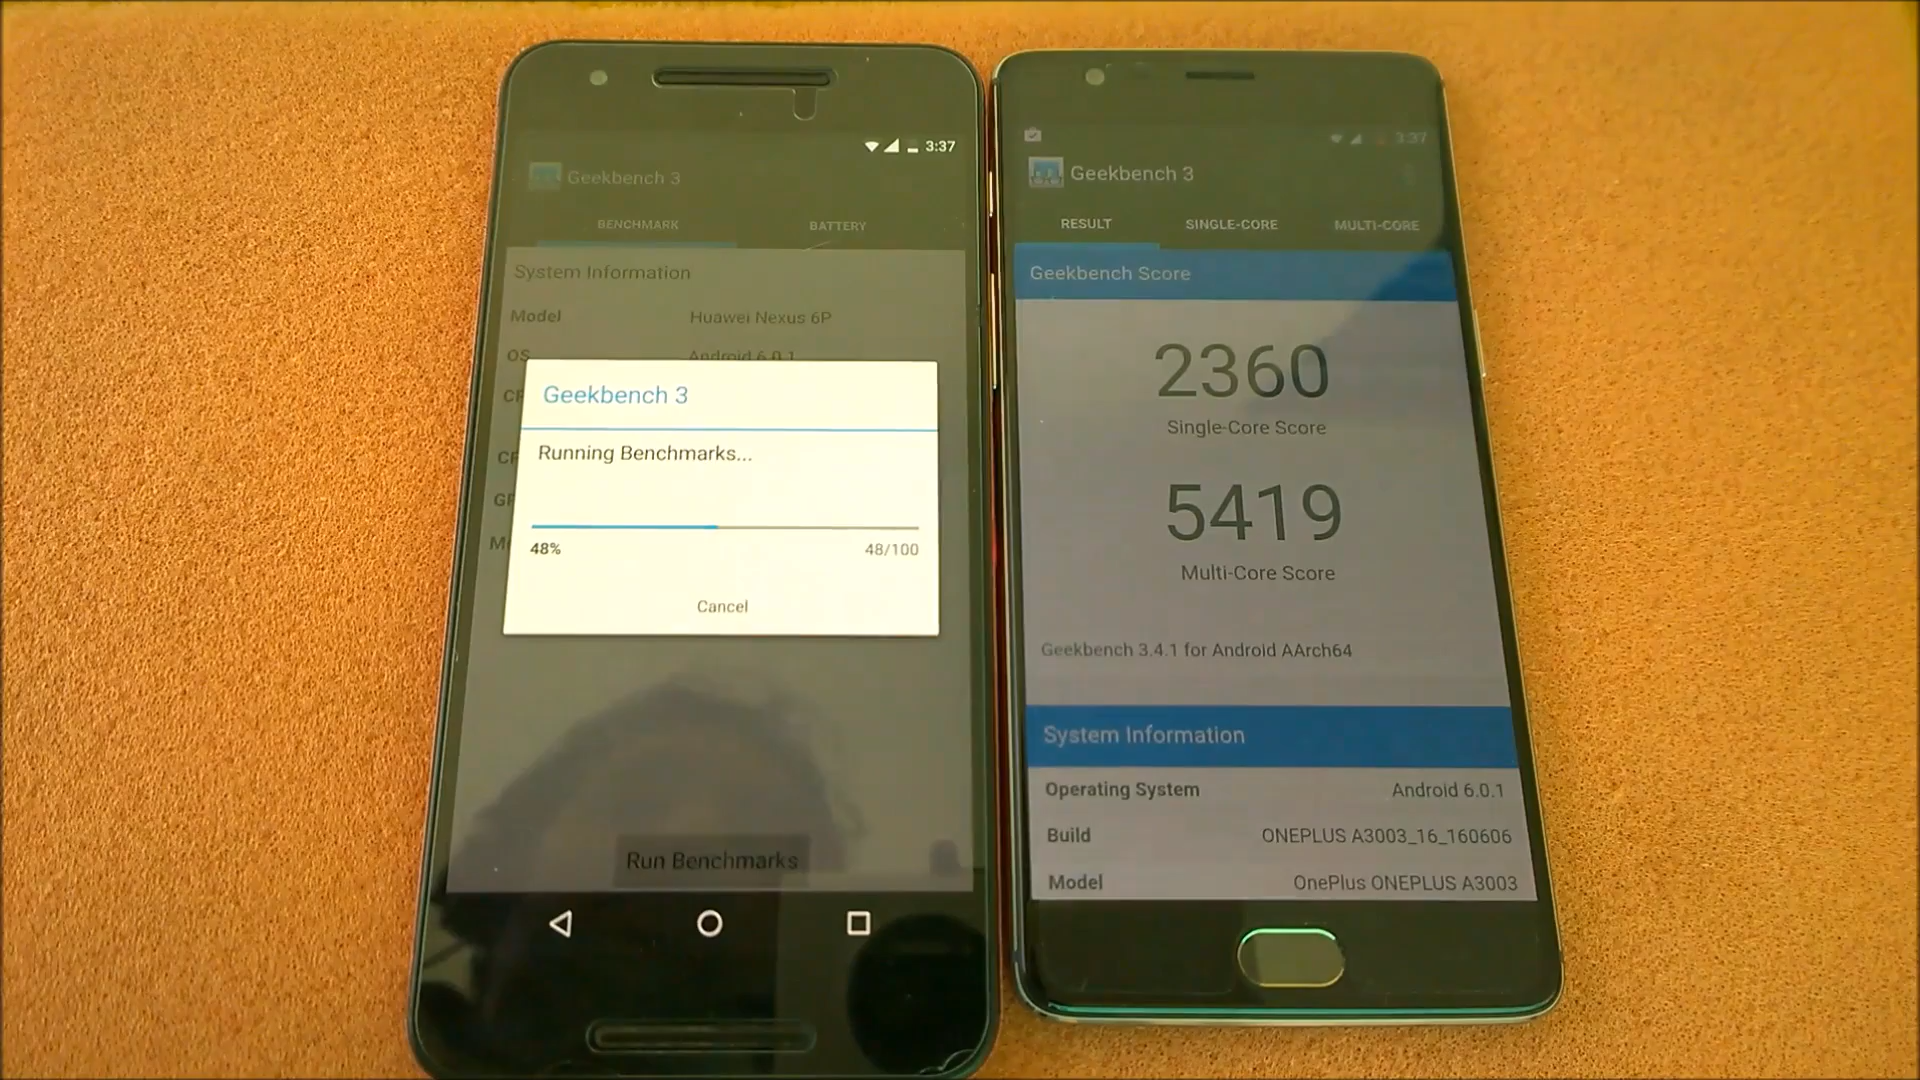 3:37
Geekbench 3
BENCHMARK BATTERY
System Information
Model Huawei Nexus 6P
OS Android 6.0.1
Geekbench 3
Running Benchmarks...
48% 48/100
Cancel
Run Benchmarks
3:37
Geekbench 3
RESULT SINGLE-CORE MULTI-CORE
Geekbench Score
2360
Single-Core Score
5419
Multi-Core Score
Geekbench 3.4.1 for Android AArch64
System Information
Operating System Android 6.0.1
Build ONEPLUS A3003_16_160606
Model OnePlus ONEPLUS A3003